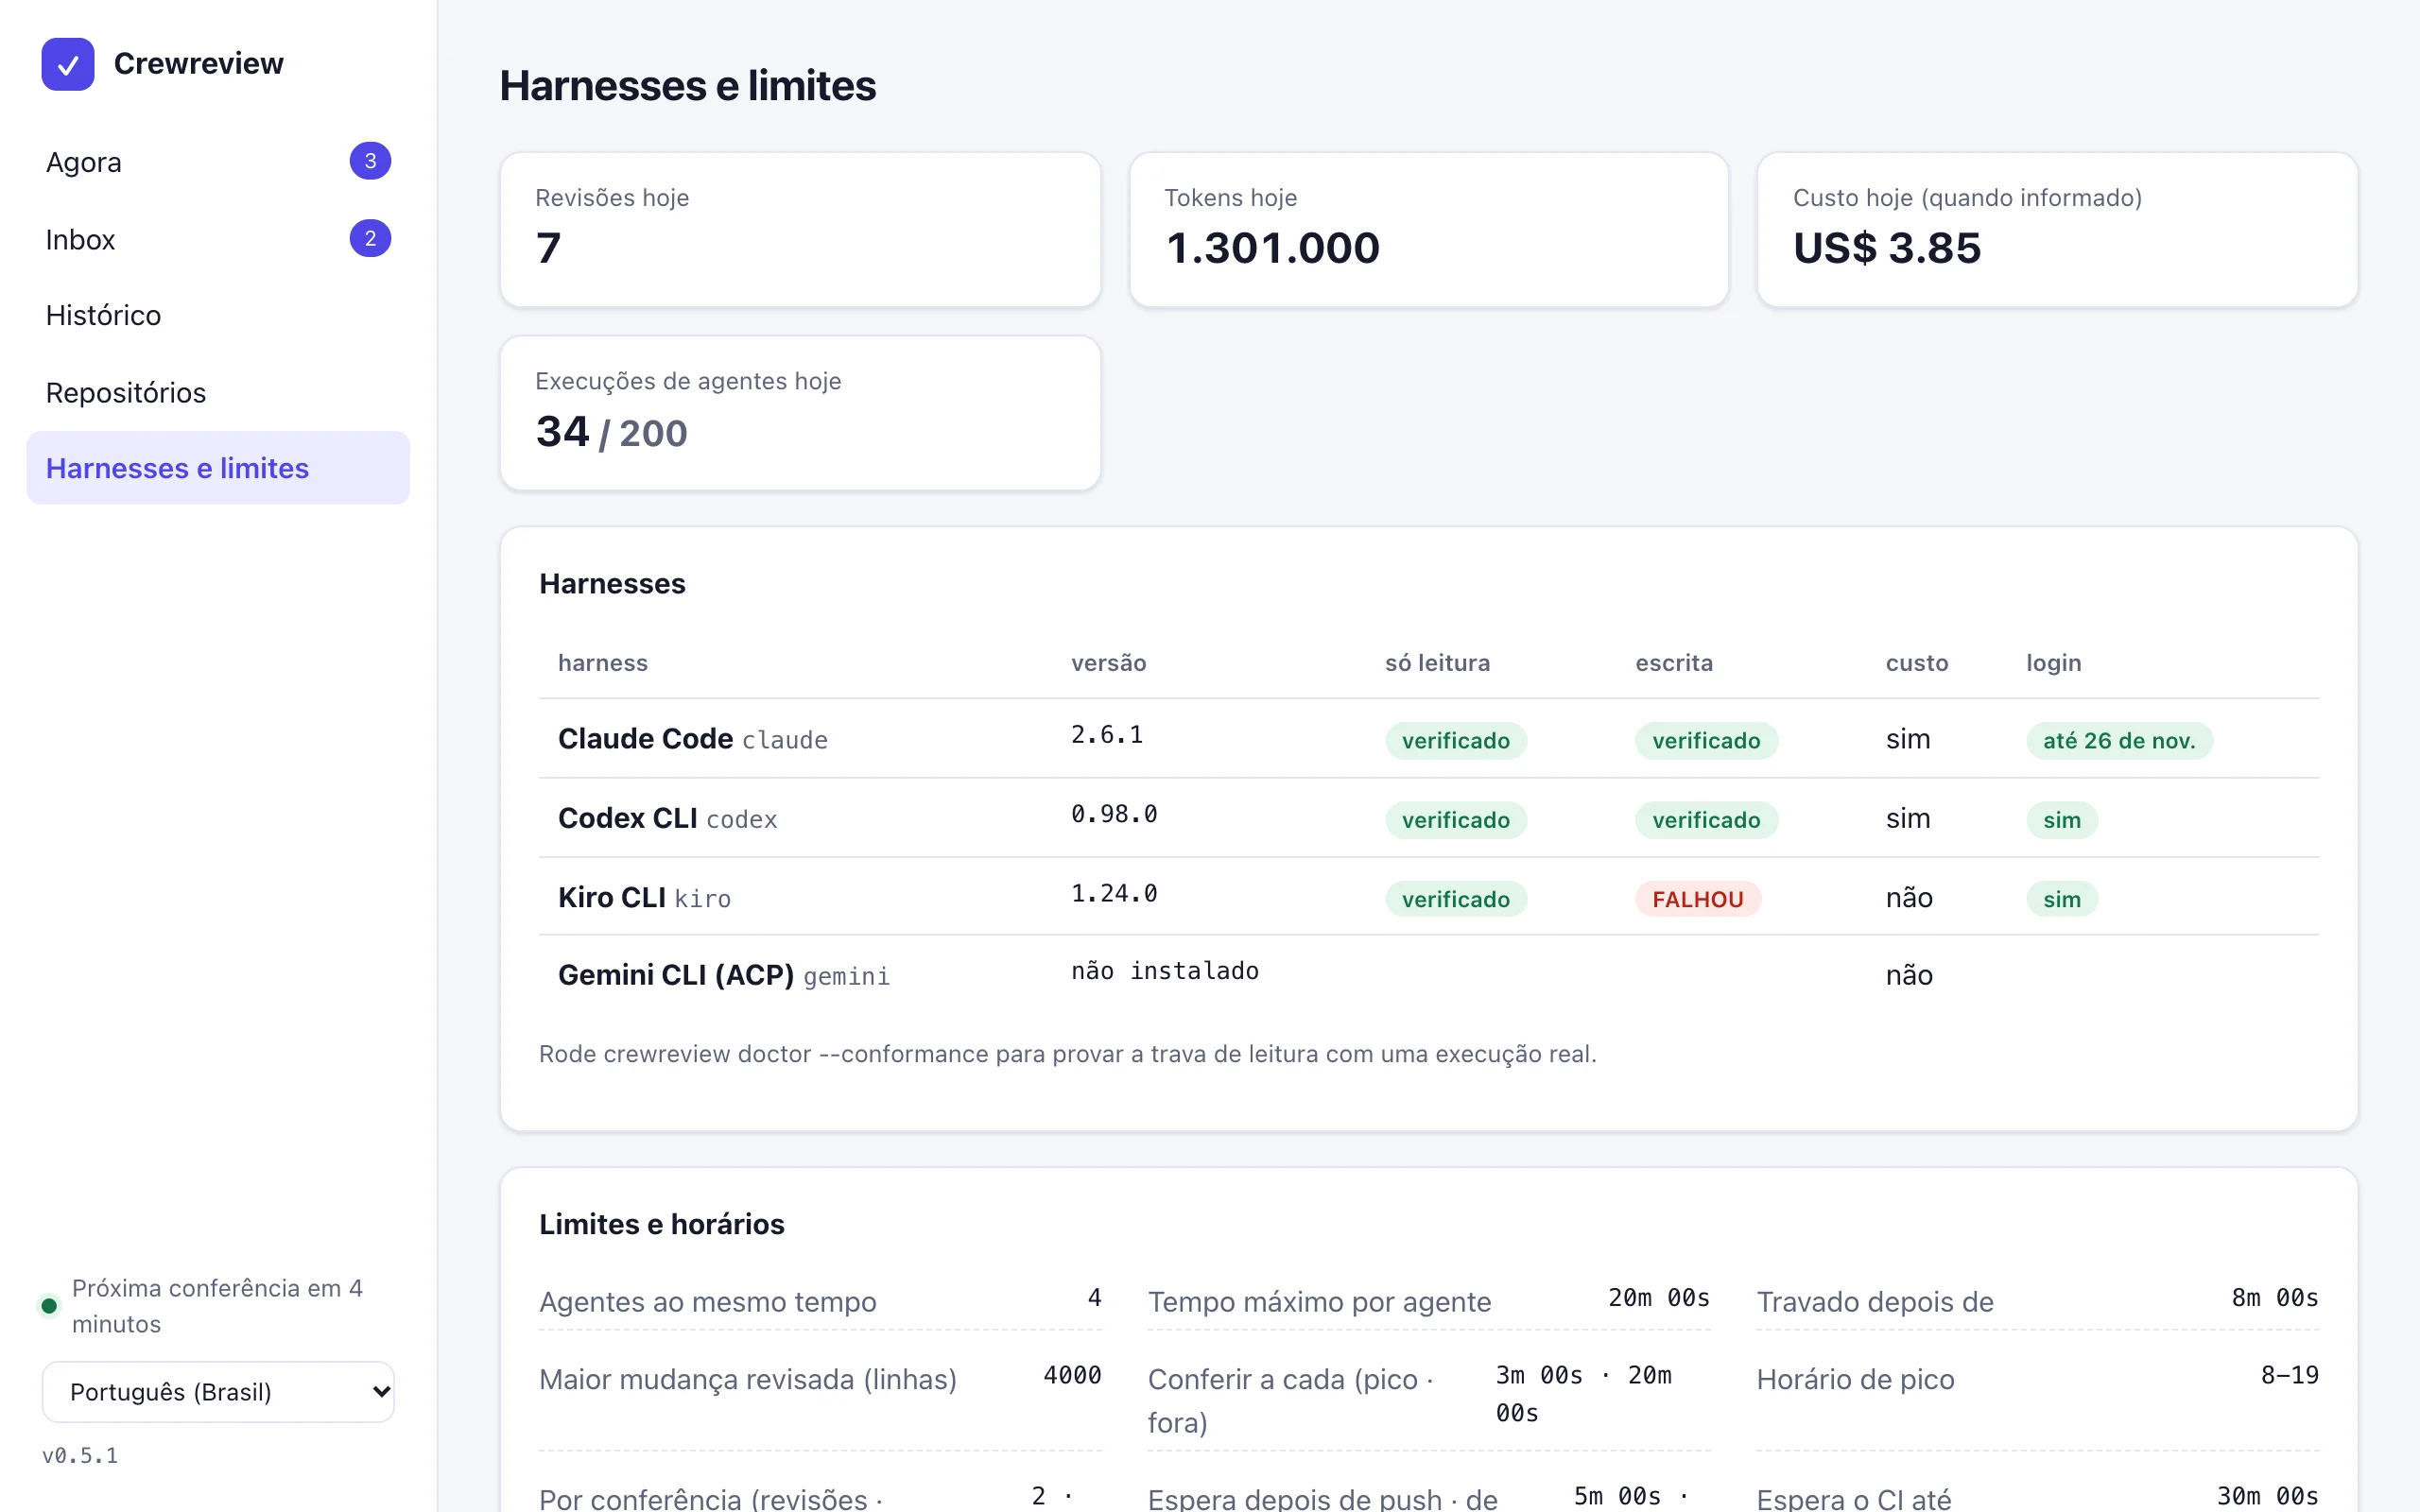 Crewreview
Agora 3
Inbox 2
Histórico
Repositórios
Harnesses e limites
Próxima conferência em 4
minutos
Português (Brasil)
v0.5.1
Harnesses e limites
Revisões hoje
7
Tokens hoje
1.301.000
Custo hoje (quando informado)
US$ 3.85
Execuções de agentes hoje
34 / 200
Harnesses
harness versão só leitura escrita custo login
Claude Code claude 2.6.1 verificado verificado sim até 26 de nov.
Codex CLI codex 0.98.0 verificado verificado sim sim
Kiro CLI kiro 1.24.0 verificado FALHOU não sim
Gemini CLI (ACP) gemini não instalado não
Rode crewreview doctor --conformance para provar a trava de leitura com uma execução real.
Limites e horários
Agentes ao mesmo tempo 4
Tempo máximo por agente 20m 00s
Travado depois de 8m 00s
Maior mudança revisada (linhas) 4000
Conferir a cada (pico · 3m 00s · 20m
fora) 00s
Horário de pico 8–19
Por conferência (revisões · 2 ·
Espera depois de push · de 5m 00s ·
Espera o CI até 30m 00s